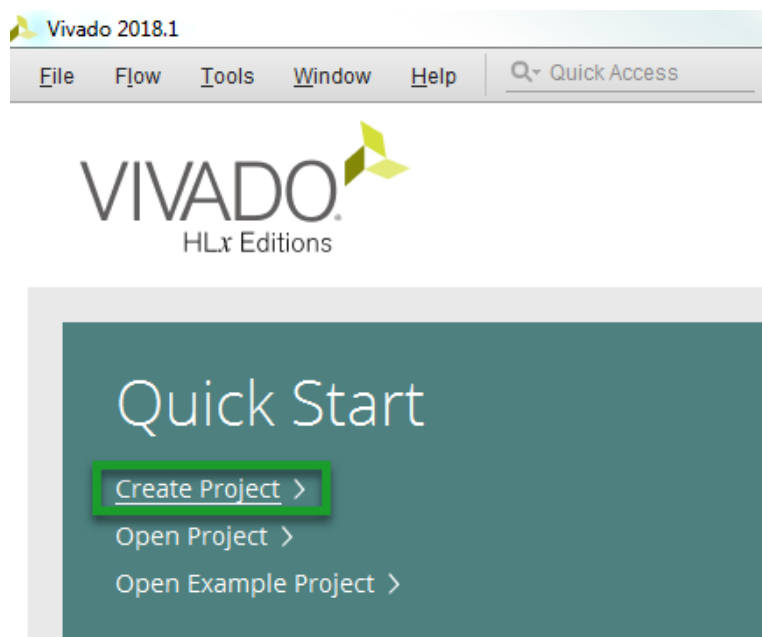 Vivado 2018.1
File Flow Tools Window Help Quick Access
VIVADO.
HLx Editions
Quick Start
Create Project >
Open Project >
Open Example Project >